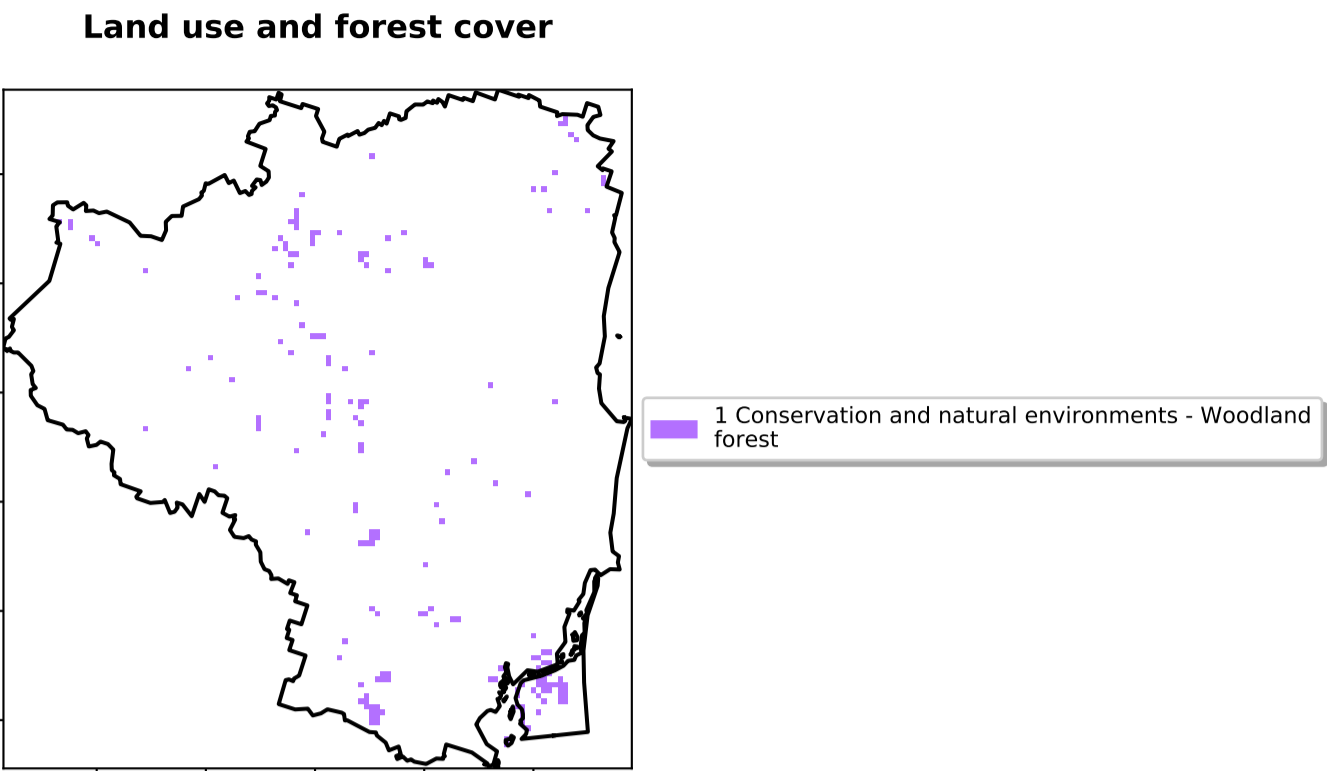 Land use and forest cover
1 Conservation and natural environments - Woodland
forest